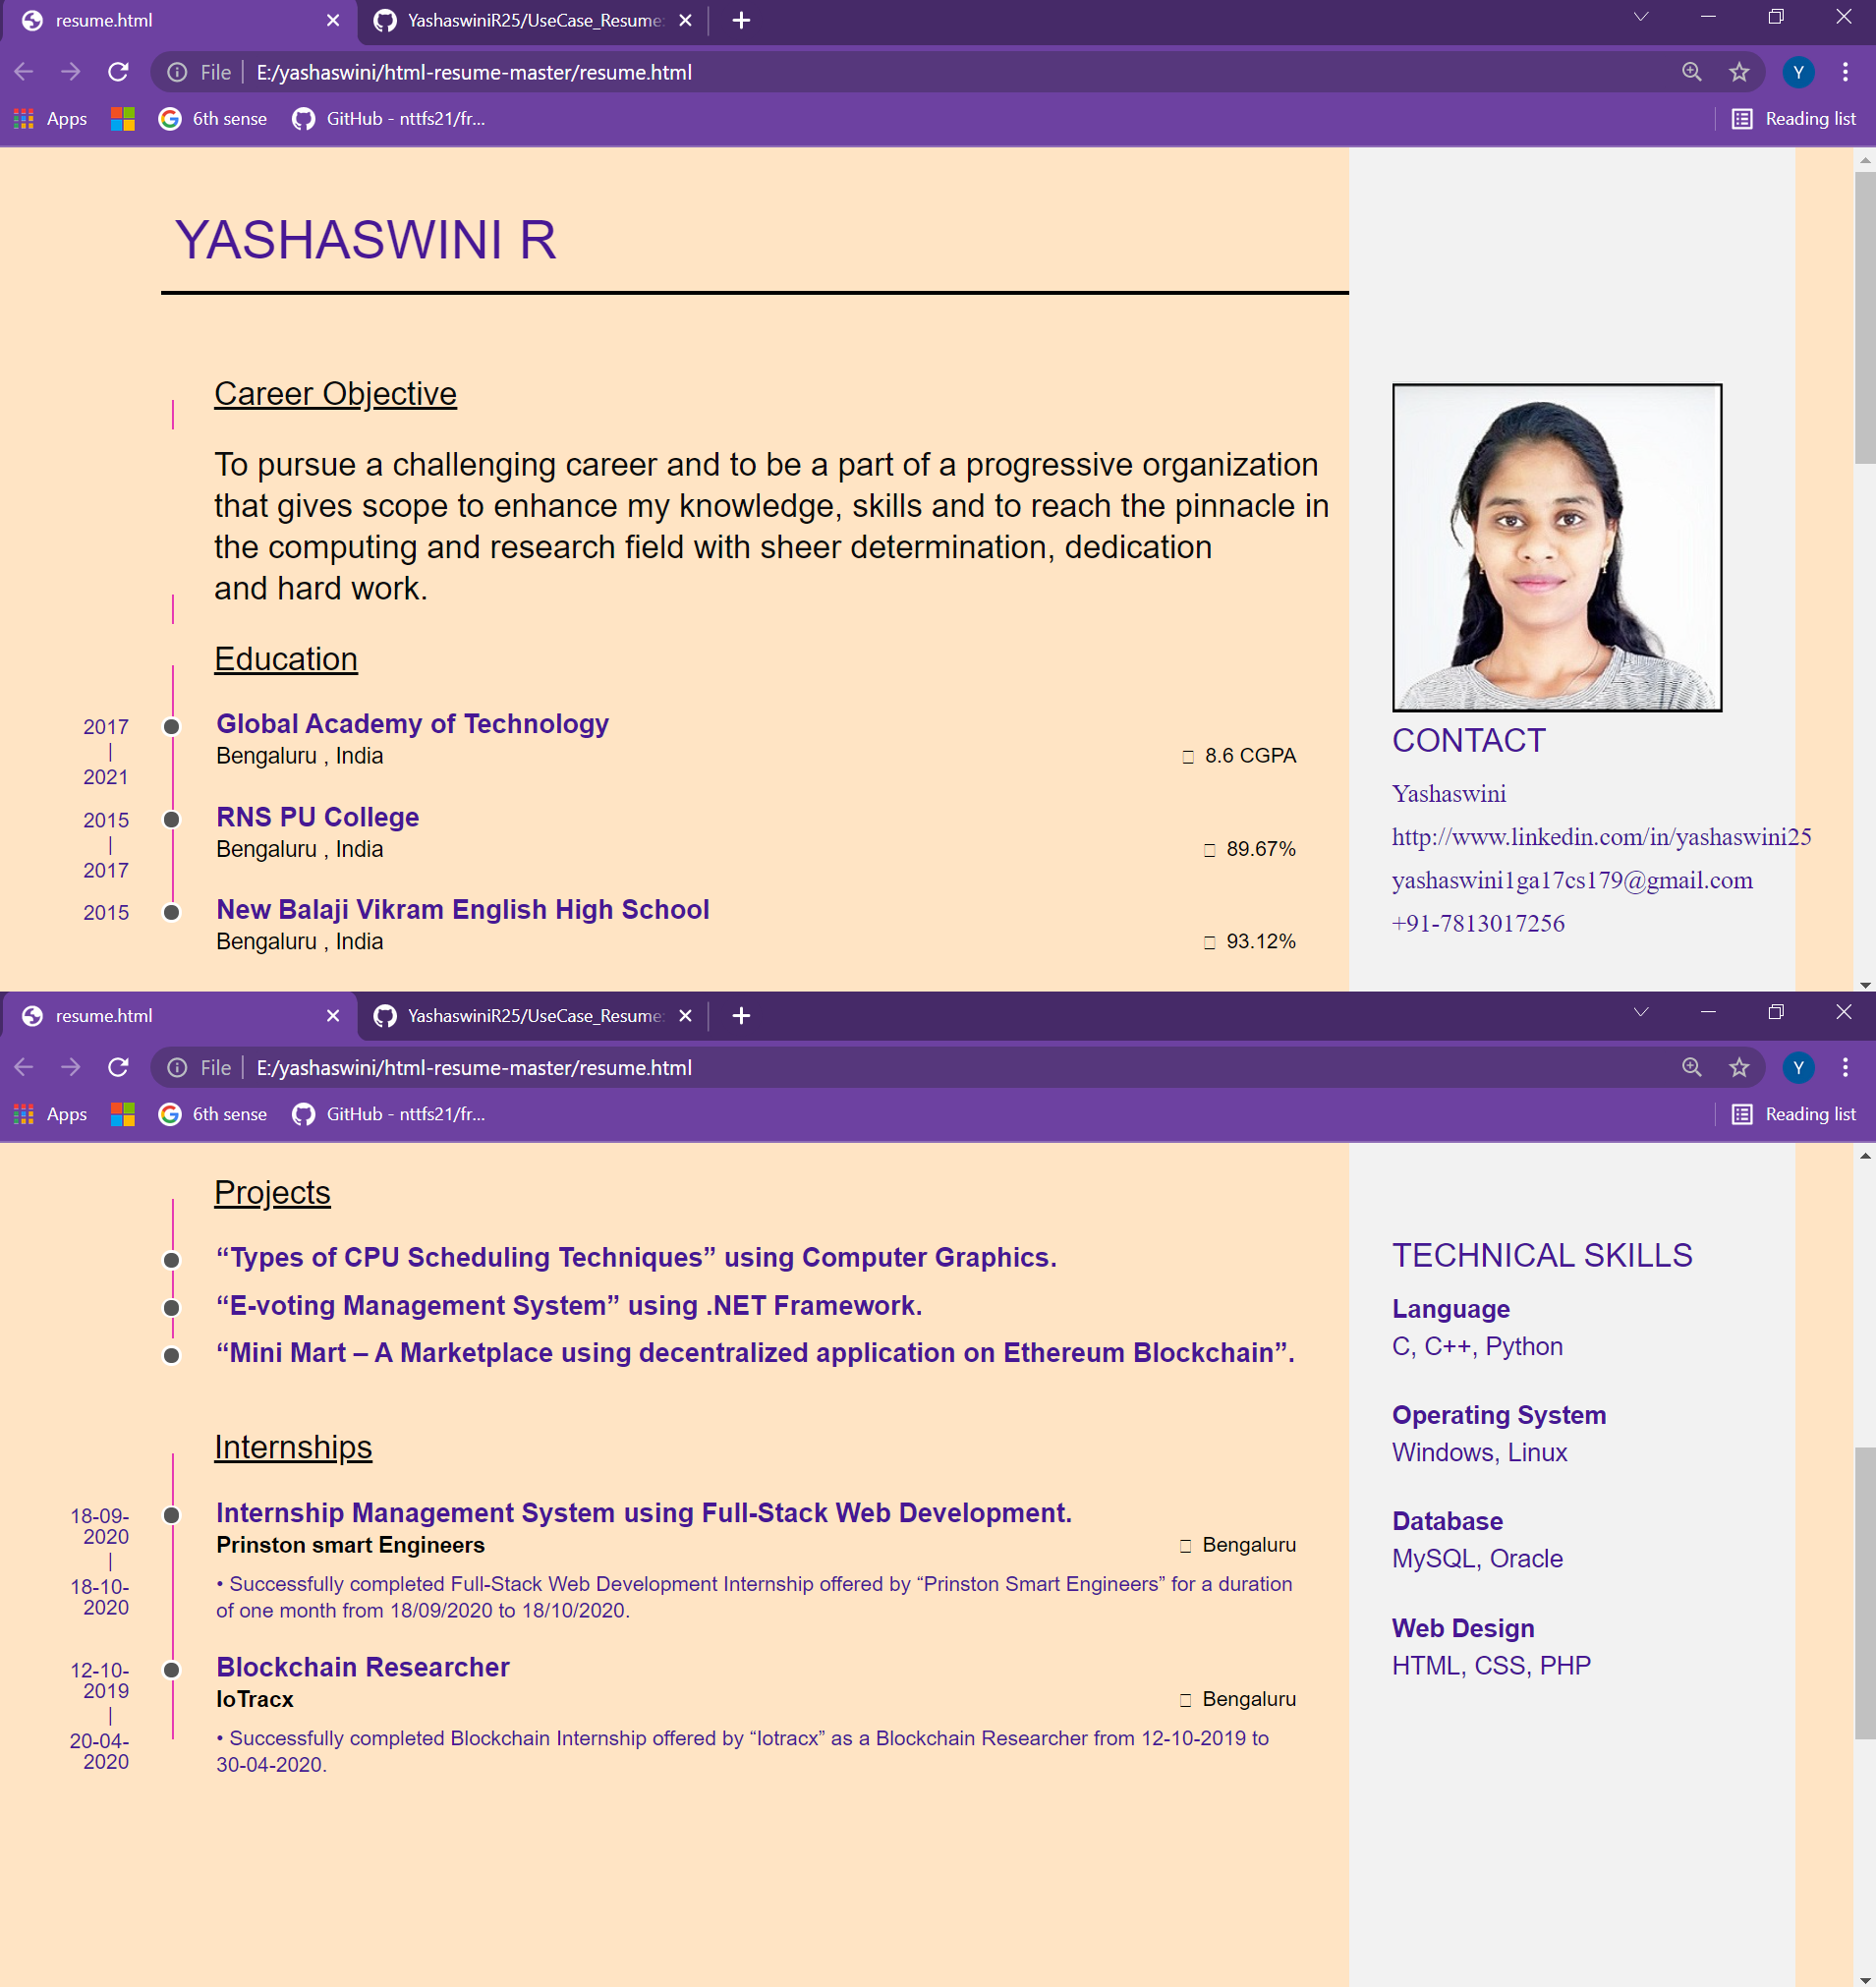 resume.html
YashaswiniR25/UseCase_Resume:
File
E:/yashaswini/html-resume-master/resume.html
Y
Apps
6th sense
GitHub - nttfs21/fr...
Reading list
YASHASWINI R
Career Objective
To pursue a challenging career and to be a part of a progressive organization
that gives scope to enhance my knowledge, skills and to reach the pinnacle in
the computing and research field with sheer determination, dedication
and hard work.
Education
2017
|
2021
Global Academy of Technology
Bengaluru , India
8.6 CGPA
2015
|
2017
RNS PU College
Bengaluru , India
89.67%
2015
New Balaji Vikram English High School
Bengaluru , India
93.12%
CONTACT
Yashaswini
http://www.linkedin.com/in/yashaswini25
yashaswini1ga17cs179@gmail.com
+91-7813017256
resume.html
YashaswiniR25/UseCase_Resume:
File
E:/yashaswini/html-resume-master/resume.html
Y
Apps
6th sense
GitHub - nttfs21/fr...
Reading list
Projects
“Types of CPU Scheduling Techniques” using Computer Graphics.
“E-voting Management System” using .NET Framework.
“Mini Mart – A Marketplace using decentralized application on Ethereum Blockchain”.
Internships
18-09-
2020
|
18-10-
2020
Internship Management System using Full-Stack Web Development.
Prinston smart Engineers
Bengaluru
• Successfully completed Full-Stack Web Development Internship offered by “Prinston Smart Engineers” for a duration
of one month from 18/09/2020 to 18/10/2020.
12-10-
2019
|
20-04-
2020
Blockchain Researcher
IoTracx
Bengaluru
• Successfully completed Blockchain Internship offered by “Iotracx” as a Blockchain Researcher from 12-10-2019 to
30-04-2020.
TECHNICAL SKILLS
Language
C, C++, Python
Operating System
Windows, Linux
Database
MySQL, Oracle
Web Design
HTML, CSS, PHP